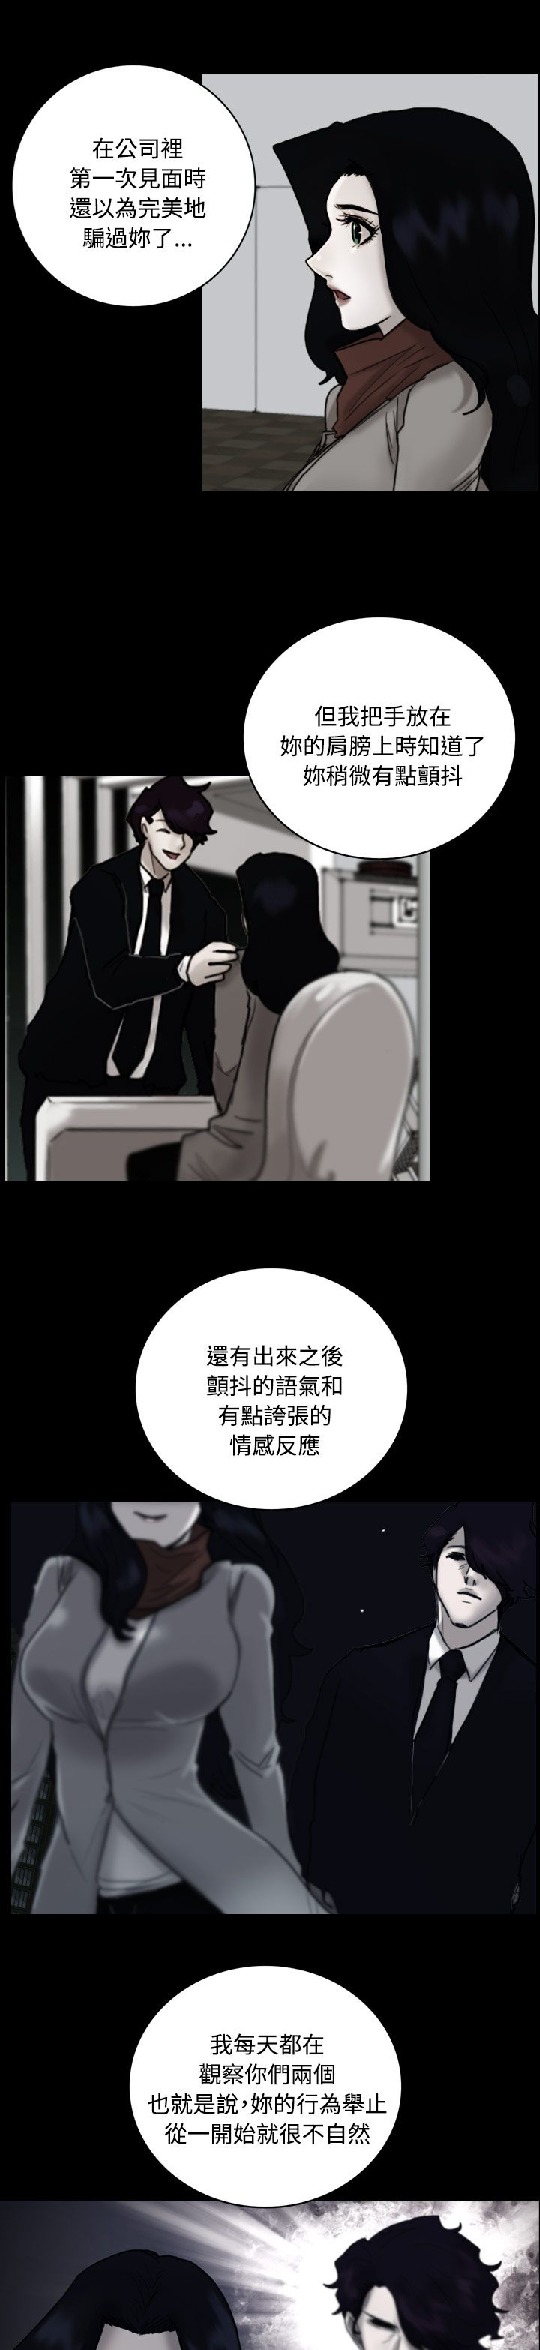 在公司裡
第一次見面時
還以為完美地
騙過妳了...
但我把手放在
妳的肩膀上時知道了
妳稍微有點顫抖
還有出來之後
顫抖的語氣和
有點誇張的
情感反應
我每天都在
觀察你們兩個
也就是說,妳的行為舉止
從一開始就很不自然